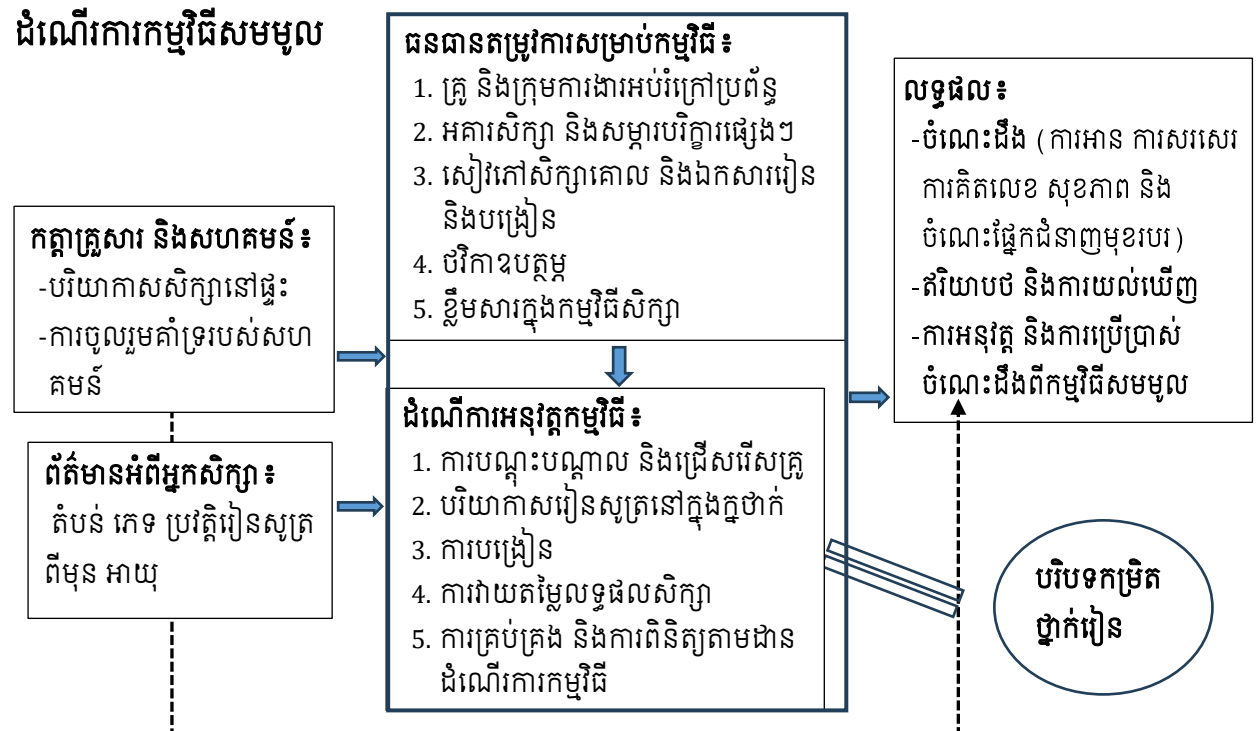 ដំណើរការកម្មវិធីសមមូល
ធនធានតម្រូវការសម្រាប់កម្មវិធី៖
1. គ្រូ និងក្រុមការងារអប់រំក្រៅប្រព័ន្ធ
2. អគារសិក្សា និងសម្ភារបរិក្ខារផ្សេងៗ
3. សៀវភៅសិក្សាគោល និងឯកសាររៀន
និងបង្រៀន
4. ថវិកាឧបត្ថម្ភ
5. ខ្លឹមសារក្នុងកម្មវិធីសិក្សា
កត្តាគ្រួសារ និងសហគមន៍៖
-បរិយាកាសសិក្សានៅផ្ទះ
-ការចូលរួមគាំទ្ររបស់សហ
គមន៍
ព័ត៌មានអំពីអ្នកសិក្សា៖
តំបន់ ភេទ ប្រវត្តិរៀនសូត្រ
ពីមុន អាយុ
ដំណើការអនុវត្តកម្មវិធី៖
1. ការបណ្តុះបណ្តាល និងជ្រើសរើសគ្រូ
2. បរិយាកាសរៀនសូត្រនៅក្នុងក្នថាក់
3. ការបង្រៀន
4. ការវាយតម្លៃលទ្ធផលសិក្សា
5. ការគ្រប់គ្រង និងការពិនិត្យតាមដាន
ដំណើរការកម្មវិធី
លទ្ធផល៖
-ចំណេះដឹង (ការអាន ការសរសេរ
ការគិតលេខ សុខភាព និង
ចំណេះផ្នែកជំនាញមុខរបរ)
-ឥរិយាបថ និងការយល់ឃើញ
-ការអនុវត្ត និងការប្រើប្រាស់
ចំណេះដឹងពីកម្មវិធីសមមូល
បរិបទកម្រិត
ថ្នាក់រៀន